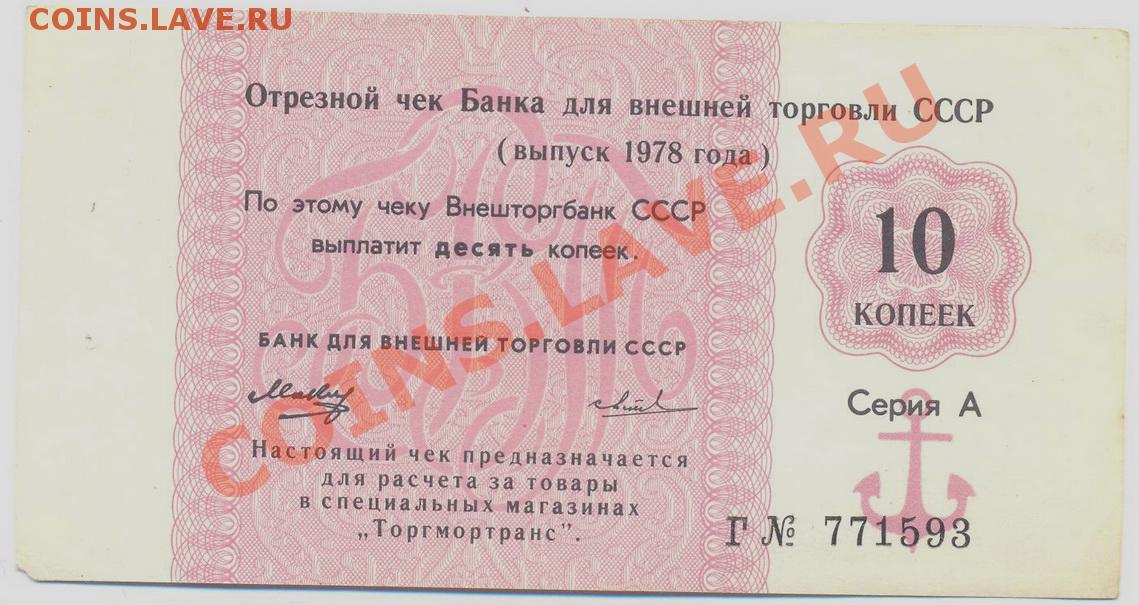 COINS.LAVE.RU
Отрезной чек Банка для внешней торговли СССР
(выпуск 1978 года)
По этому чеку Внешторгбанк СССР
выплатит десять копеек.
10
КОПЕЕК
БАНК ДЛЯ ВНЕШНЕЙ ТОРГОВЛИ СССР
Серия А
Настоящий чек предназначается
для расчета за товары
в специальных магазинах
„Торгмортранс".
Г № 771593
COINS.LAVE.RU